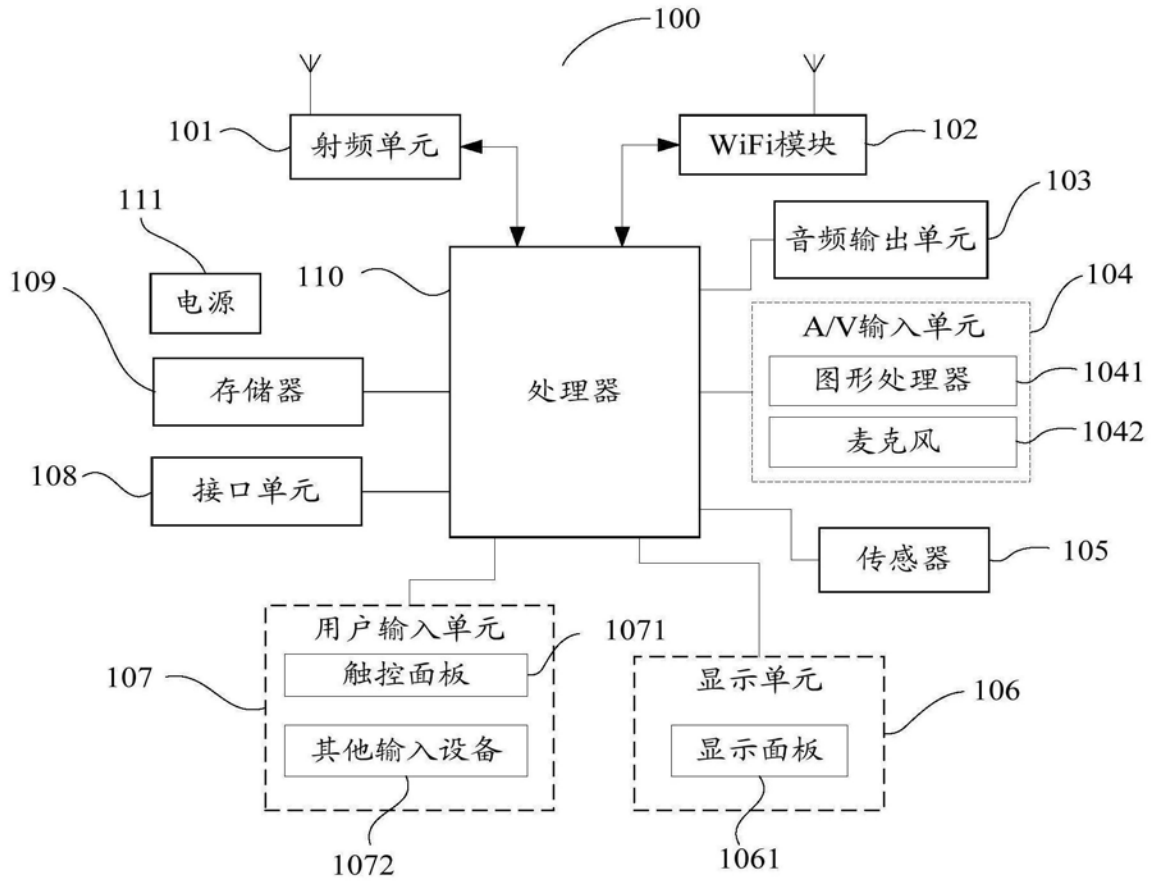 100
101
射频单元
WiFi模块
102
103
111
音频输出单元
110
109
电源
104
A/V输入单元
存储器
处理器
图形处理器
1041
麦克风
1042
108
接口单元
传感器
105
用户输入单元
1071
107
触控面板
显示单元
106
其他输入设备
显示面板
1072
1061